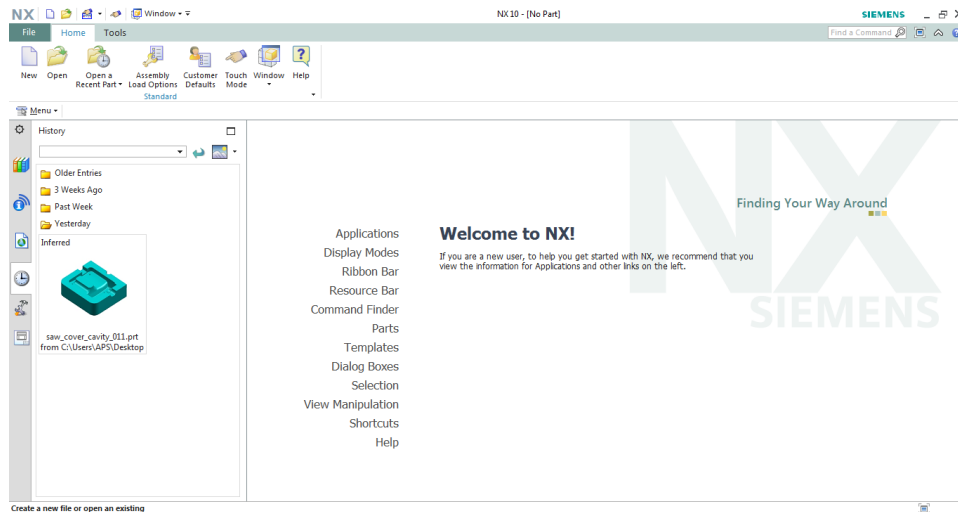 NX Window NX 10 - [No Part] SIEMENS
File Home Tools Find a Command
New Open Open a Recent Part Assembly Load Options Customer Defaults Touch Mode Window Help
Standard
Menu
History
Older Entries
3 Weeks Ago
Past Week
Yesterday
Inferred
saw_cover_cavity_011.prt
from C:\Users\APS\Desktop
Applications
Display Modes
Ribbon Bar
Resource Bar
Command Finder
Parts
Templates
Dialog Boxes
Selection
View Manipulation
Shortcuts
Help
NX
Finding Your Way Around
Welcome to NX!
If you are a new user, to help you get started with NX, we recommend that you
view the information for Applications and other links on the left.
SIEMENS
Create a new file or open an existing